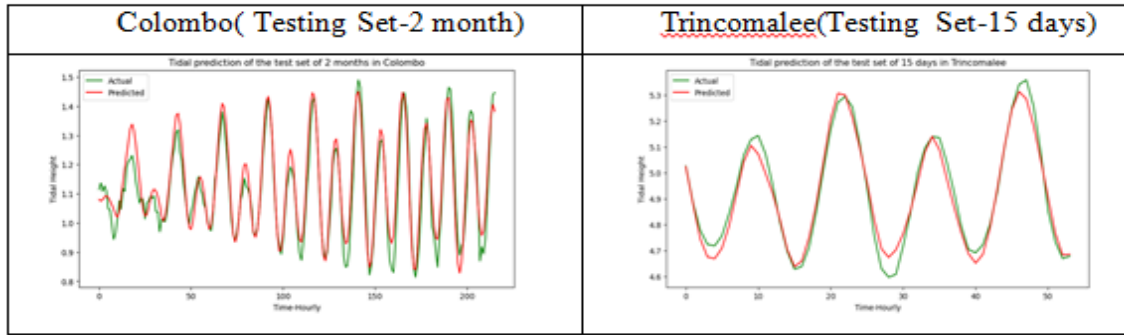 Colombo( Testing Set-2 month)
Trincomalee(Testing Set-15 days)
Tidal prediction of the test set of 2 months in Colombo
Actual
Predicted
Tidal Height
1.5
1.4
1.3
1.2
1.1
1.0
0.9
0.8
0
50
100
150
200
Time-Hourly
Tidal prediction of the test set of 15 days in Trincomalee
Actual
Predicted
Tidal Height
5.3
5.2
5.1
5.0
4.9
4.8
4.7
4.6
0
10
20
30
40
50
Time-Hourly